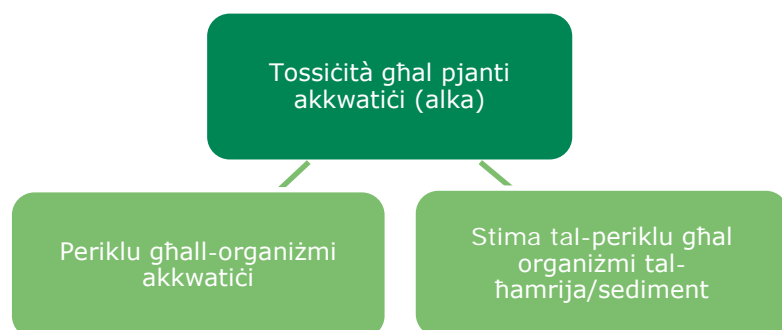 Tossiċità għal pjanti
akkwatiċi (alka)
Periklu għall-organiżmi
akkwatiċi
Stima tal-periklu għal
organiżmi tal-
ħamrija/sediment